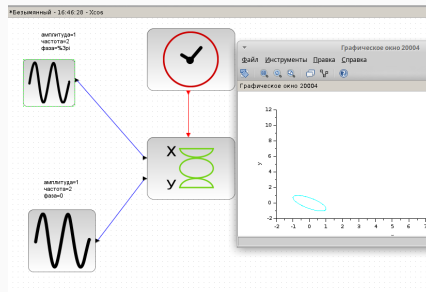 *Безымянный - 16:46:28 - Xcos
амплитуда=1
частота=2
фаза=%3pi
Графическое окно 20004
Файл Инструменты Правка Справка
Графическое окно 20004
X
У
амплитуда=1
частота=2
фаза=0
12
10
8
6
4
2
0
-2
y
-2 -1 0 1 2 3 4 5 6 7